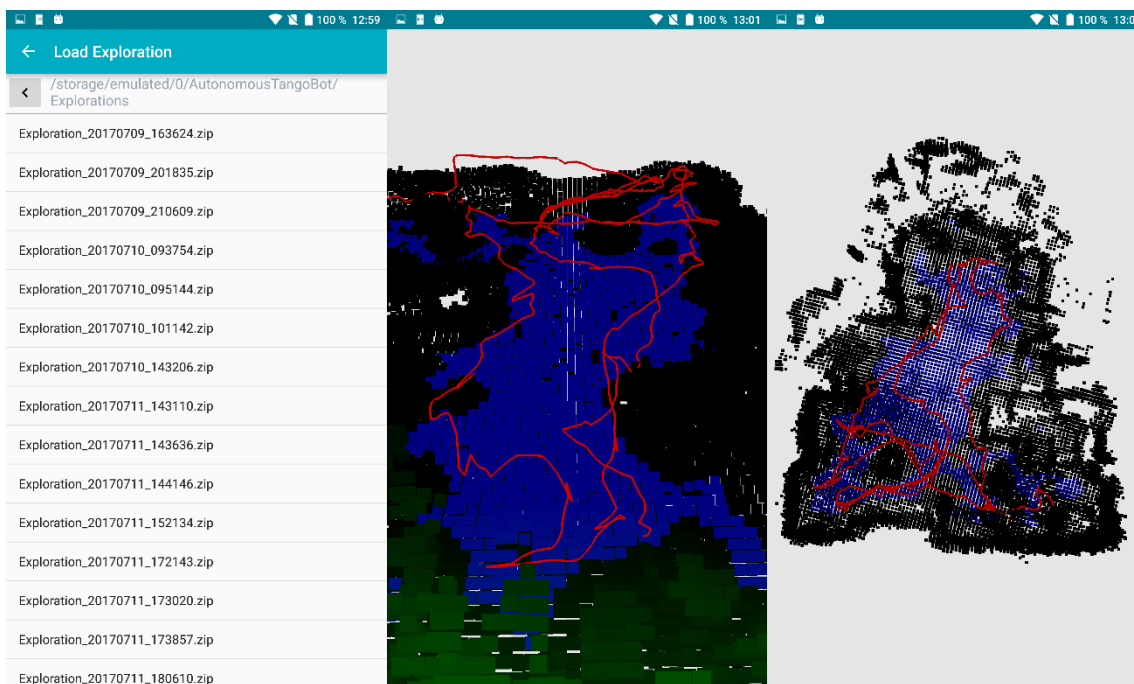 100 % 12:59
Load Exploration
/storage/emulated/0/AutonomousTangoBot/
Explorations
Exploration_20170709_163624.zip
Exploration_20170709_201835.zip
Exploration_20170709_210609.zip
Exploration_20170710_093754.zip
Exploration_20170710_095144.zip
Exploration_20170710_101142.zip
Exploration_20170710_143206.zip
Exploration_20170711_143110.zip
Exploration_20170711_143636.zip
Exploration_20170711_144146.zip
Exploration_20170711_152134.zip
Exploration_20170711_172143.zip
Exploration_20170711_173020.zip
Exploration_20170711_173857.zip
Exploration_20170711_180610.zip
100 % 13:01
100 %